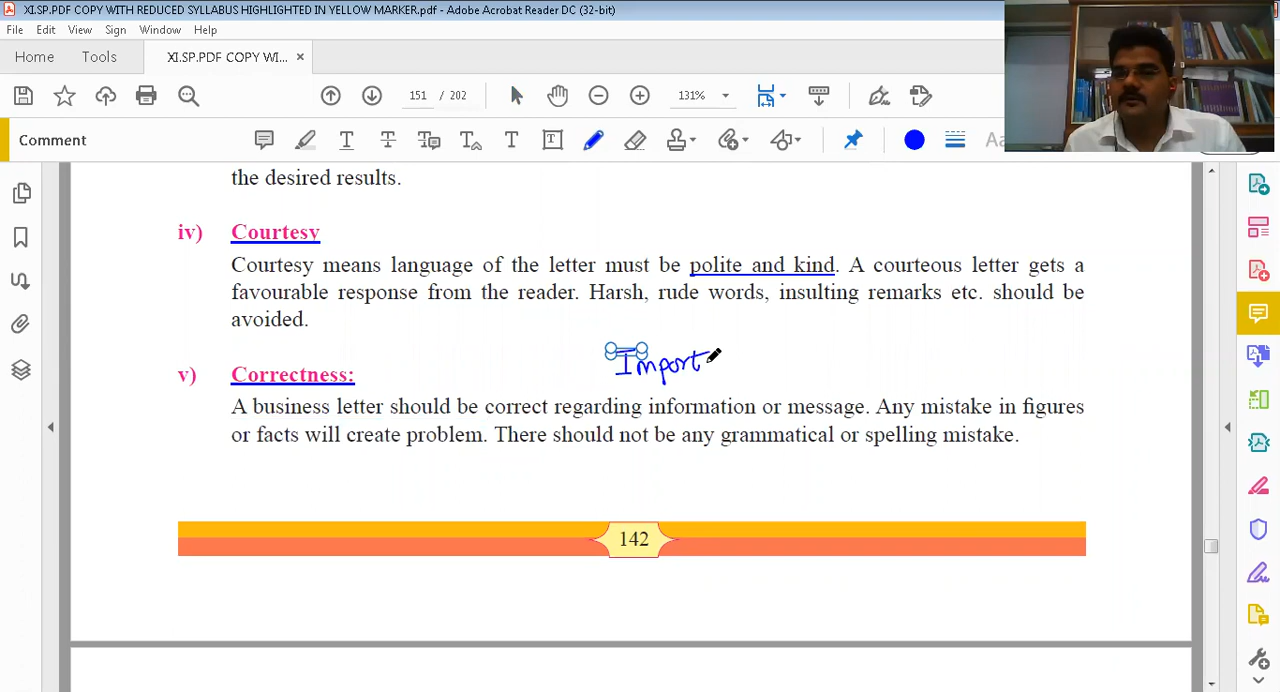 XI.SP.PDF COPY WITH REDUCED SYLLABUS HIGHLIGHTED IN YELLOW MARKER.pdf - Adobe Acrobat Reader DC (32-bit)
File Edit View Sign Window Help
Home Tools XI.SP.PDF COPY WI... ×
151 / 202 131%
Comment
the desired results.
iv) Courtesy
Courtesy means language of the letter must be polite and kind. A courteous letter gets a
favourable response from the reader. Harsh, rude words, insulting remarks etc. should be
avoided.
Import
v) Correctness:
A business letter should be correct regarding information or message. Any mistake in figures
or facts will create problem. There should not be any grammatical or spelling mistake.
142